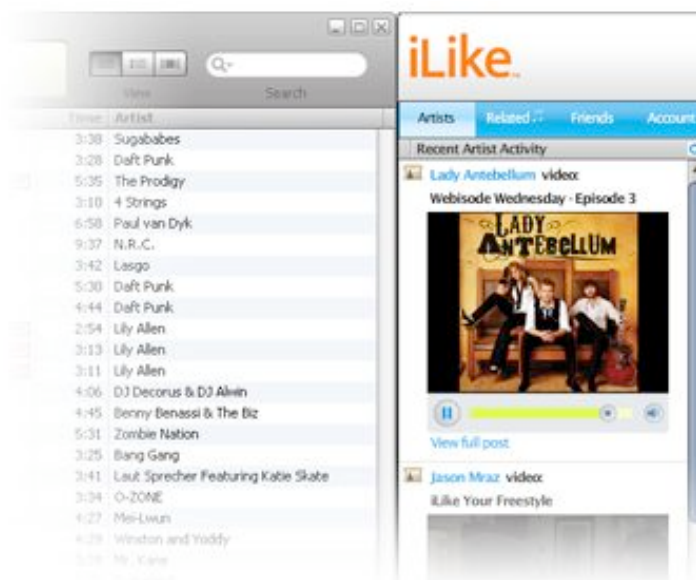 View
Search
Time Artist
3:38 Sugababes
3:28 Daft Punk
5:35 The Prodigy
3:10 4 Strings
6:58 Paul van Dyk
9:37 N.R.C.
3:42 Lasgo
5:30 Daft Punk
4:44 Daft Punk
2:54 Lily Allen
3:13 Lily Allen
3:11 Lily Allen
4:06 DJ Decorus & DJ Alwin
4:45 Benny Benassi & The Biz
5:31 Zombie Nation
3:25 Bang Gang
3:41 Laut Sprecher Featuring Katie Skate
3:34 O-ZONE
4:27 Mei-Lwun
4:29 Winston and Yoddy
Mr. Kane
iLike
Artists Related Friends Account
Recent Artist Activity
Lady Antebellum video:
Webisode Wednesday - Episode 3
LADY
ANTEBELLUM
View full post
Jason Mraz video:
iLike Your Freestyle